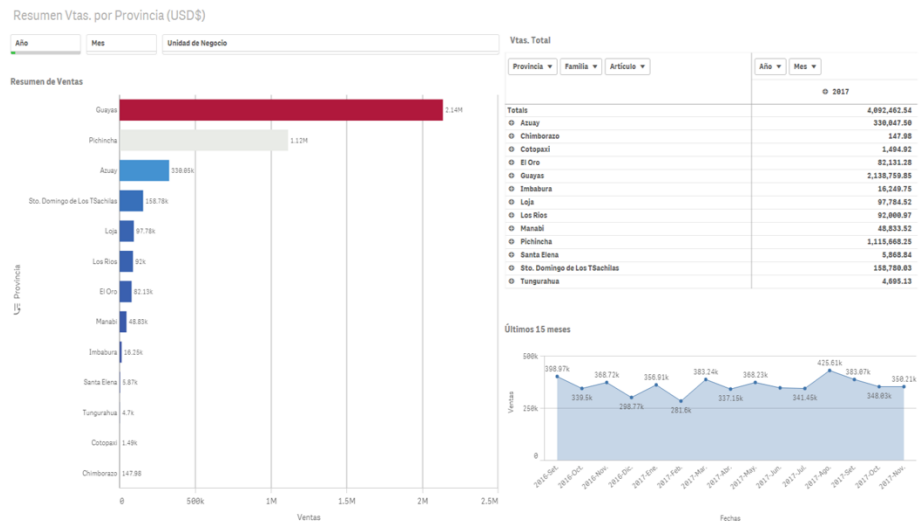 Resumen Vtas. por Provincia (USD$)
Año
Mes
Unidad de Negocio
Resumen de Ventas
Guayas 2.14M
Pichincha 1.12M
Azuay 330.05k
Sto. Domingo de Los TSachilas 158.78k
Loja 97.78k
Los Rios 92k
El Oro 82.13k
Manabi 48.83k
Imbabura 16.25k
Santa Elena 5.87k
Tungurahua 4.7k
Cotopaxi 1.49k
Chimborazo 147.98
Provincia
0 500k 1M 1.5M 2M 2.5M
Ventas
Vtas. Total
Provincia Familia Artículo Año Mes
2017
Totals 4,092,462.54
Azuay 330,047.50
Chimborazo 147.98
Cotopaxi 1,494.92
El Oro 82,131.28
Guayas 2,138,759.85
Imbabura 16,249.75
Loja 97,784.52
Los Rios 92,000.97
Manabi 48,833.52
Pichincha 1,115,668.25
Santa Elena 5,868.84
Sto. Domingo de Los TSachilas 158,780.03
Tungurahua 4,695.13
Últimos 15 meses
500k
250k
0
Ventas
398.97k 339.5k 368.72k 298.77k 356.91k 281.6k 383.24k 337.15k 368.23k 341.45k 425.61k 383.07k 348.03k 350.21k
2016-Set. 2016-Oct. 2016-Nov. 2016-Dic. 2017-Ene. 2017-Feb. 2017-Mar. 2017-Abr. 2017-May. 2017-Jun. 2017-Jul. 2017-Ago. 2017-Set. 2017-Oct. 2017-Nov.
Fechas